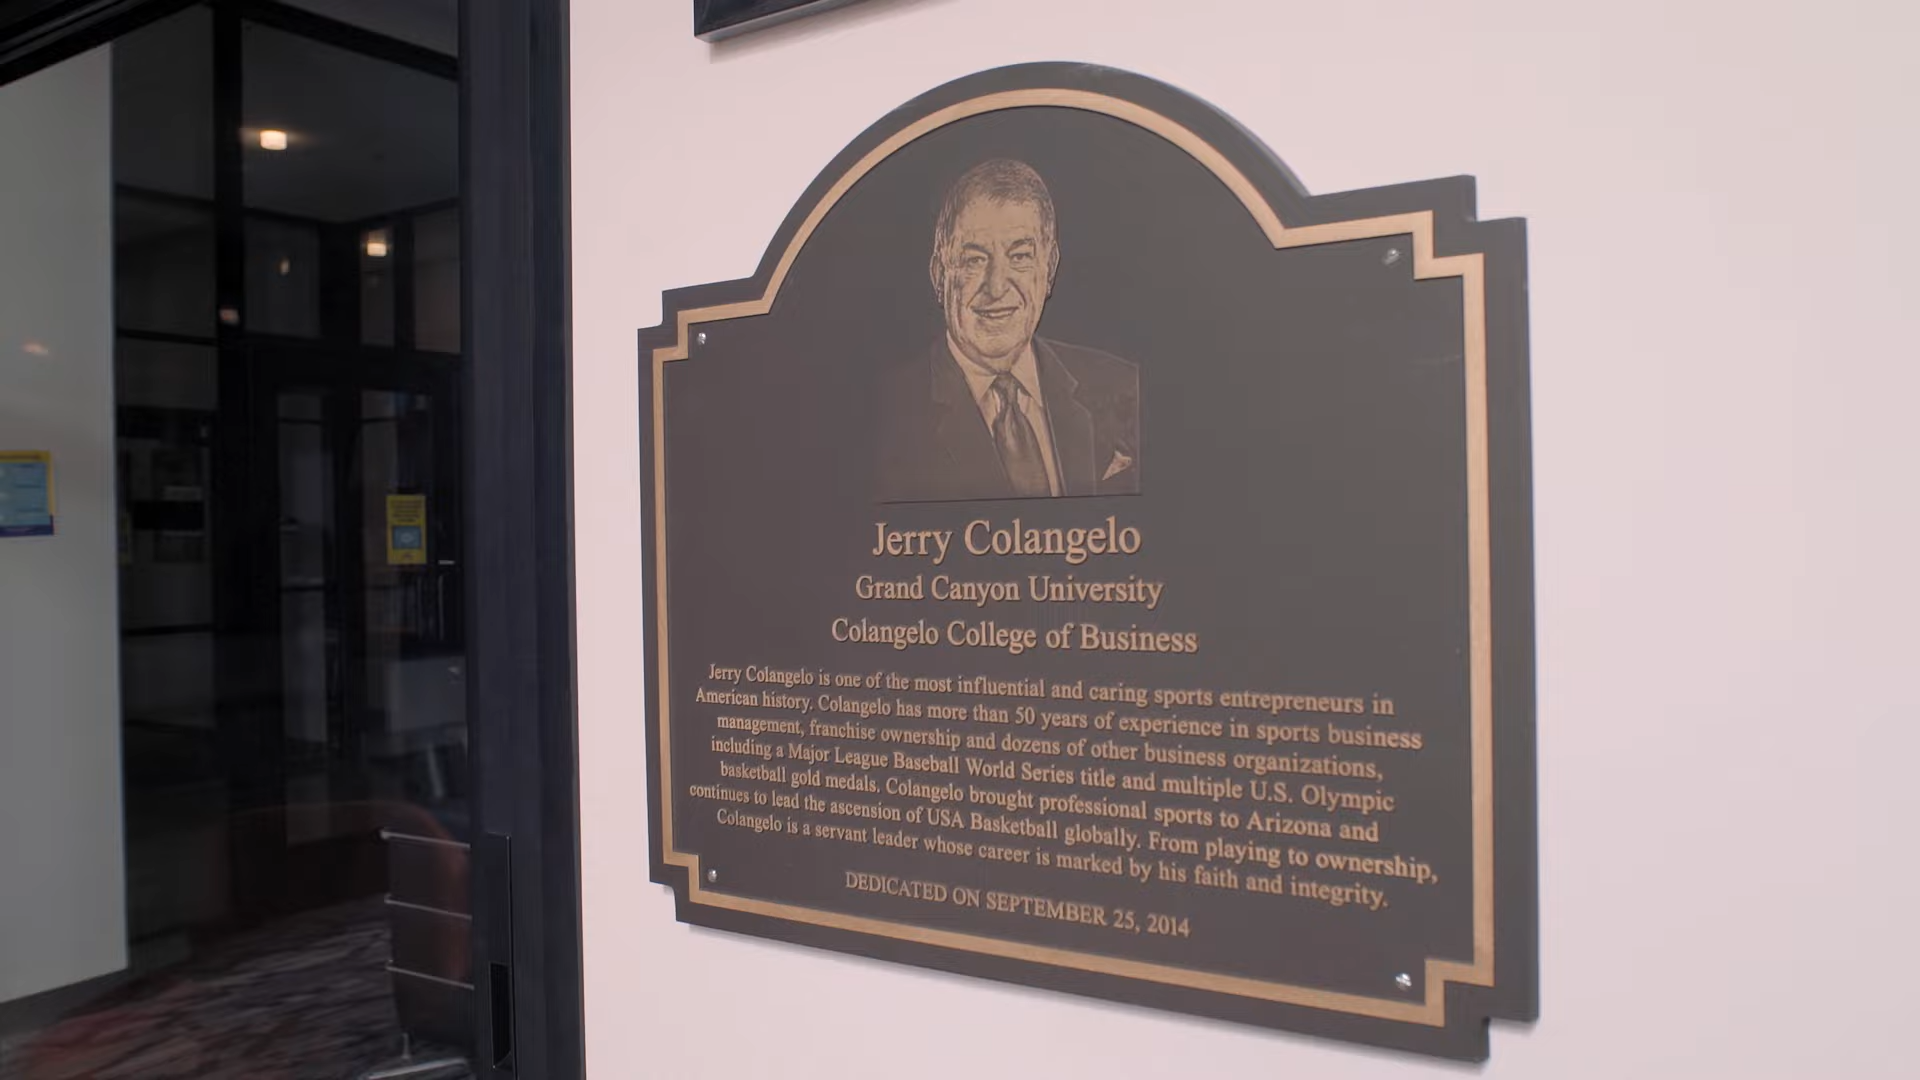 Jerry Colangelo
Grand Canyon University
Colangelo College of Business
Jerry Colangelo is one of the most influential and caring sports entrepreneurs in
American history. Colangelo has more than 50 years of experience in sports business
management, franchise ownership and dozens of other business organizations,
including a Major League Baseball World Series title and multiple U.S. Olympic
basketball gold medals. Colangelo brought professional sports to Arizona and
continues to lead the ascension of USA Basketball globally. From playing to ownership,
Colangelo is a servant leader whose career is marked by his faith and integrity.
DEDICATED ON SEPTEMBER 25, 2014